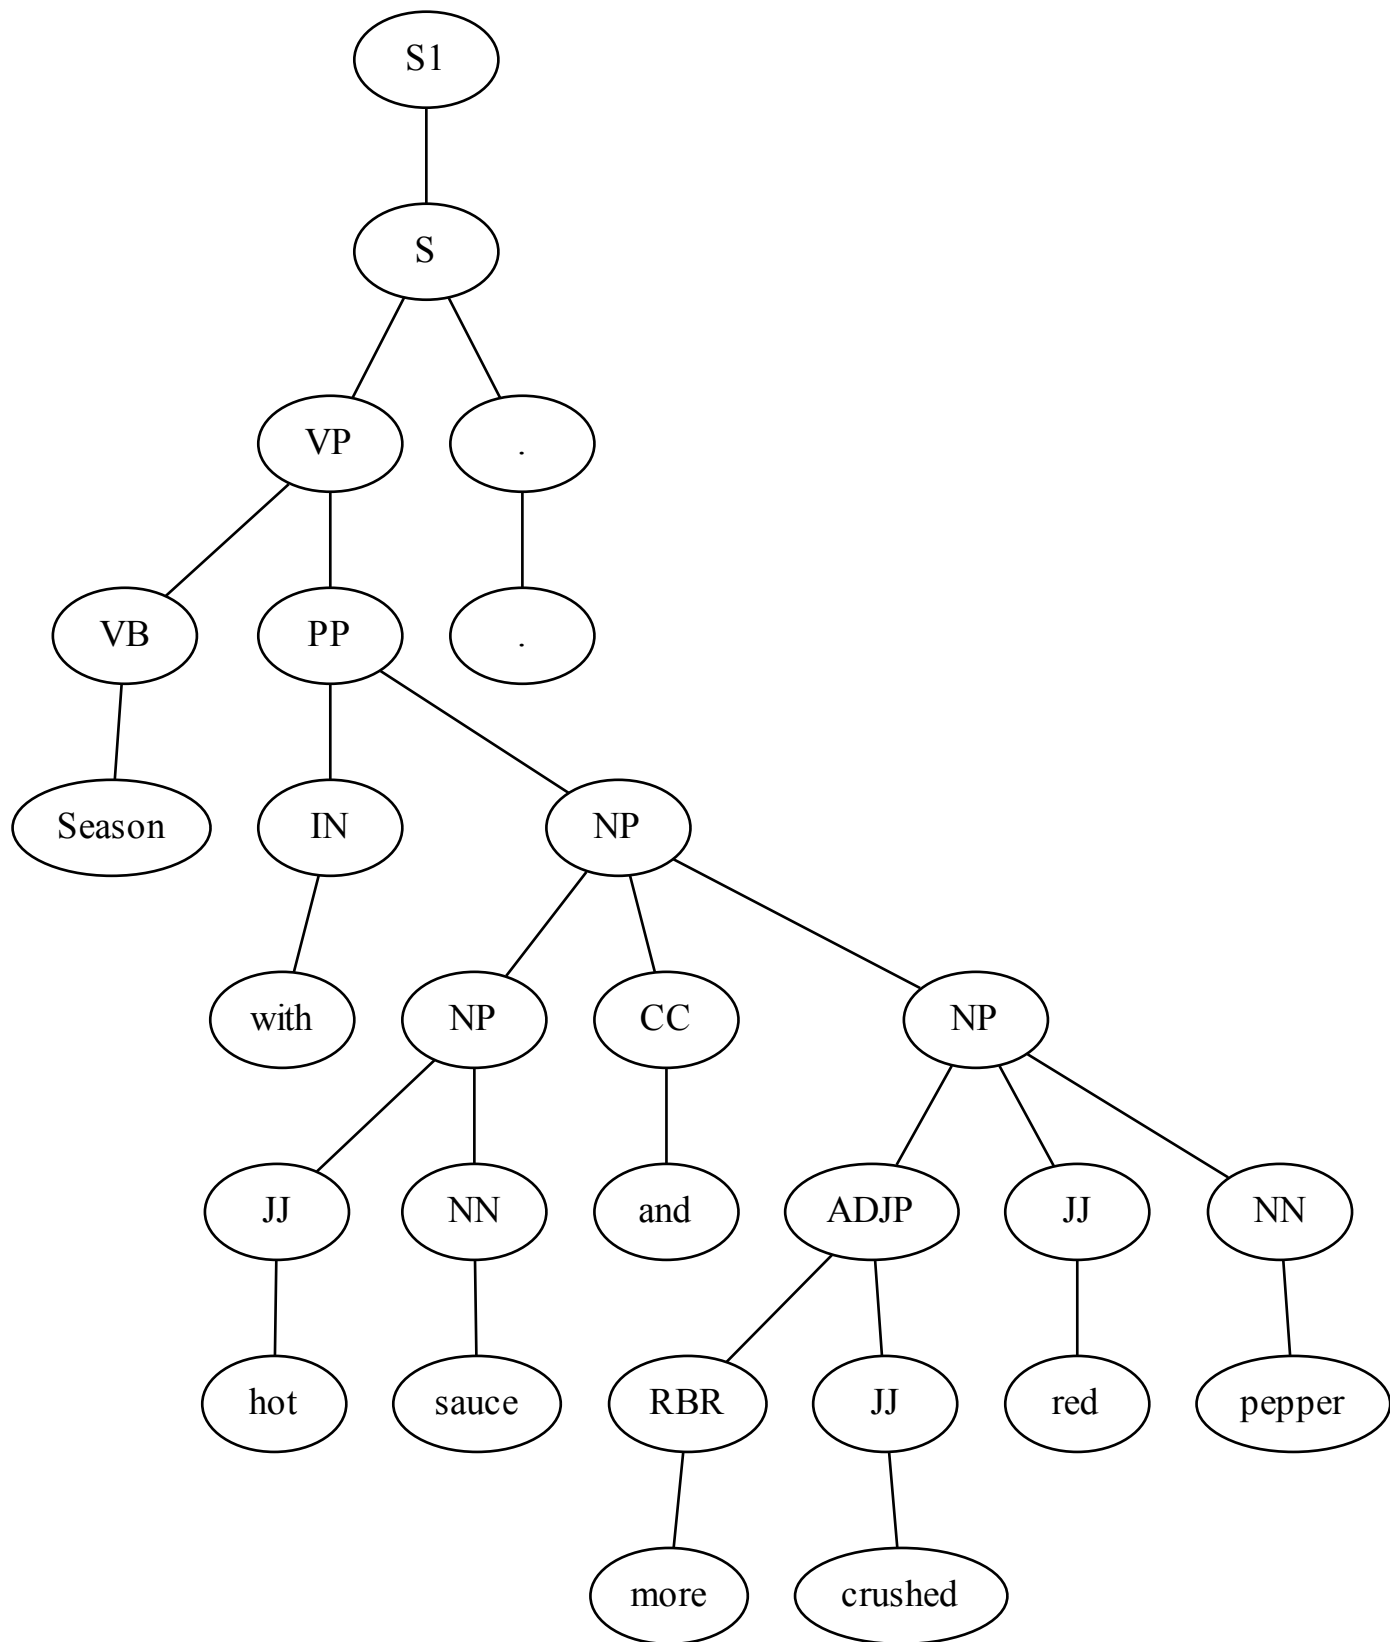 S1
S
VP .
VB PP .
Season IN NP
with NP CC NP
JJ NN and ADJP JJ NN
hot sauce RBR JJ red pepper
more crushed